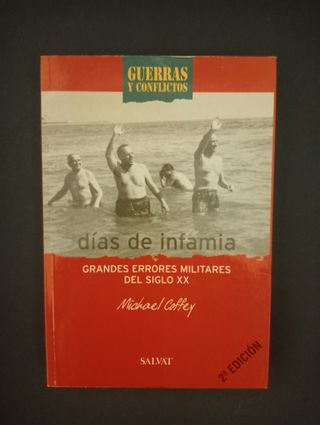 GUERRAS
Y CONFLICTOS
días de infamia
GRANDES ERRORES MILITARES
DEL SIGLO XX
Michael Coffey
SALVAT
2ª EDICIÓN